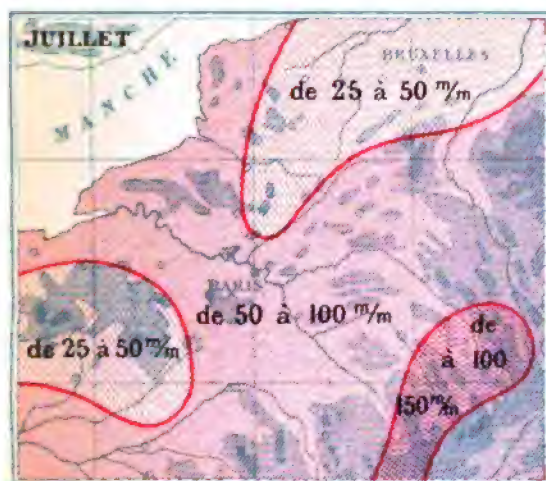 JUILLET
MANCHE
BRUXELLES
de 25 à 50 m/m
PARIS
de 50 à 100 m/m
de 25 à 50 m/m
de
à 100
150 m/m